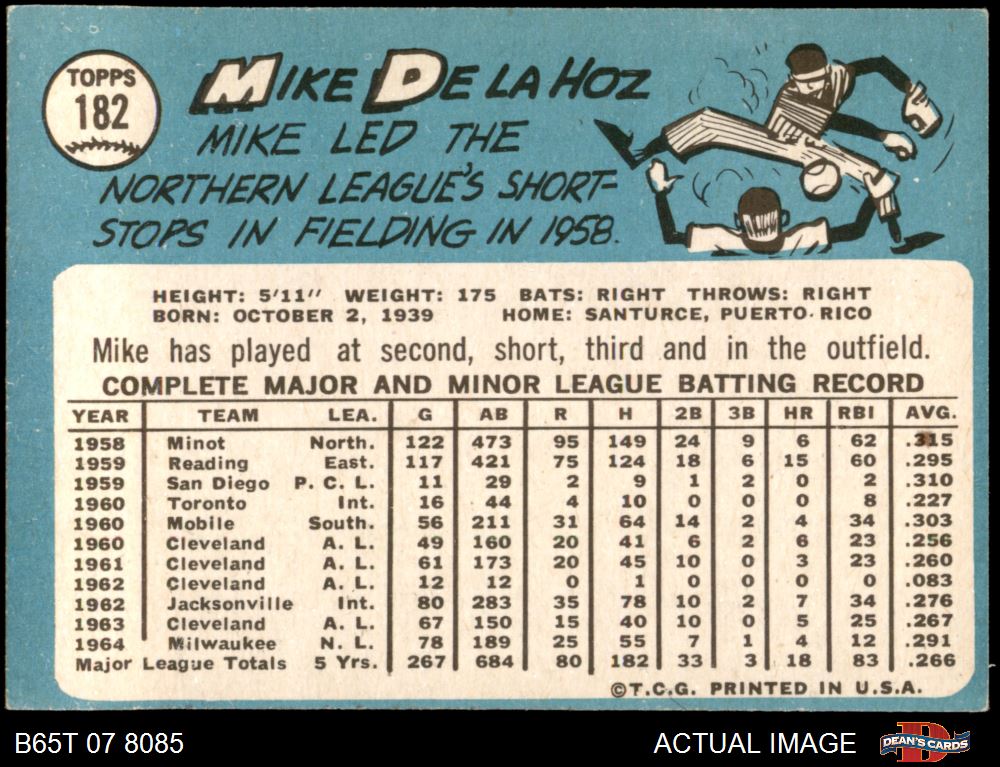 TOPPS
182
MIKE DE LA HOZ
MIKE LED THE
NORTHERN LEAGUE'S SHORT-
STOPS IN FIELDING IN 1958.
HEIGHT: 5'11" WEIGHT: 175 BATS: RIGHT THROWS: RIGHT
BORN: OCTOBER 2, 1939 HOME: SANTURCE, PUERTO RICO
Mike has played at second, short, third and in the outfield.
COMPLETE MAJOR AND MINOR LEAGUE BATTING RECORD
YEAR TEAM LEA. G AB R H 2B 3B HR RBI AVG.
1958 Minot North. 122 473 95 149 24 9 6 62 .315
1959 Reading East. 117 421 75 124 18 6 15 60 .295
1959 San Diego P. C. L. 11 29 2 9 1 2 0 2 .310
1960 Toronto Int. 16 44 4 10 0 0 0 8 .227
1960 Mobile South. 56 211 31 64 14 2 4 34 .303
1960 Cleveland A. L. 49 160 20 41 6 2 6 23 .256
1961 Cleveland A. L. 61 173 20 45 10 0 3 23 .260
1962 Cleveland A. L. 12 12 0 1 0 0 0 0 .083
1962 Jacksonville Int. 80 283 35 78 10 2 7 34 .276
1963 Cleveland A. L. 67 150 15 40 10 0 5 25 .267
1964 Milwaukee N. L. 78 189 25 55 7 1 4 12 .291
Major League Totals 5 Yrs. 267 684 80 182 33 3 18 83 .266
©T.C.G. PRINTED IN U.S.A.
B65T 07 8085 ACTUAL IMAGE DEAN'S CARDS